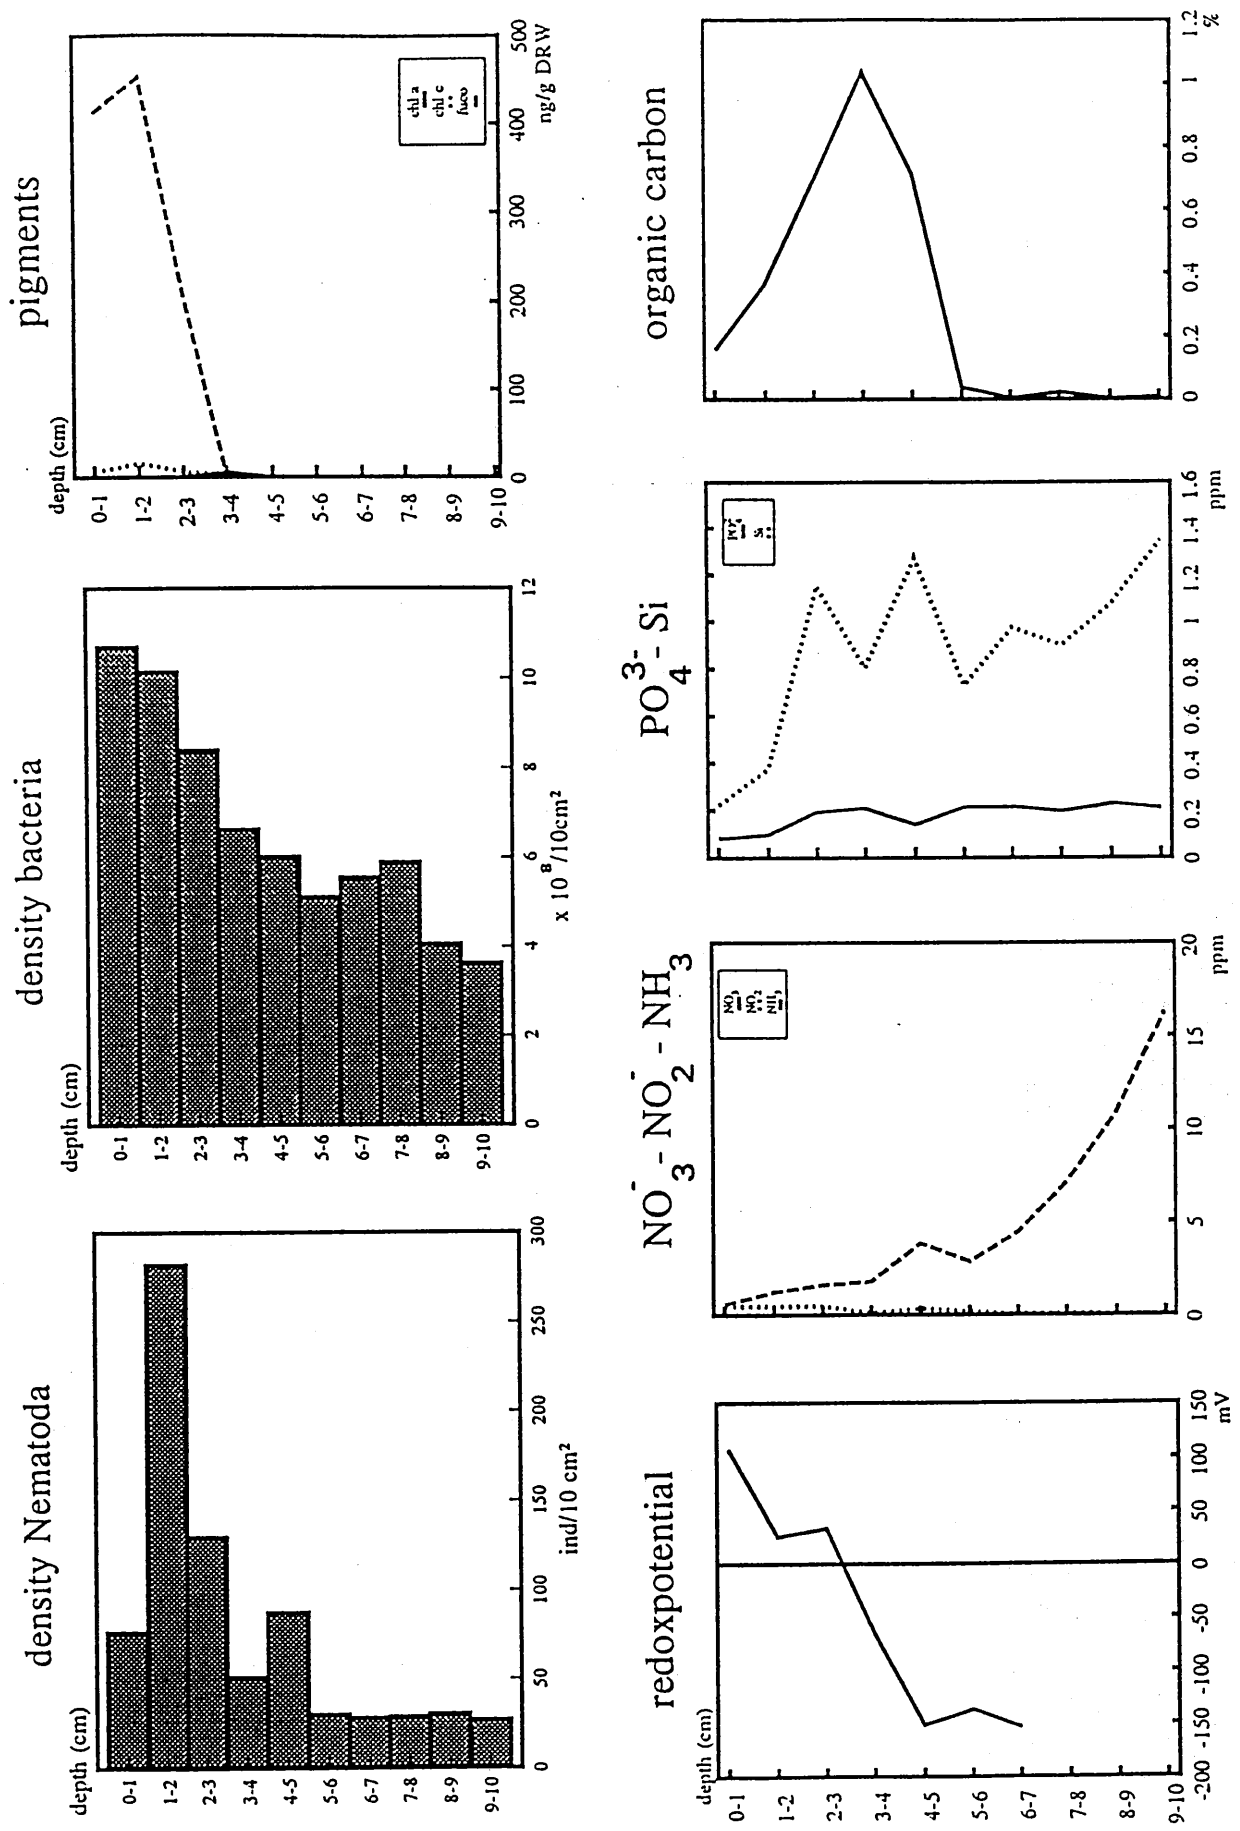 density Nematoda
depth (cm)
0-1
1-2
2-3
3-4
4-5
5-6
6-7
7-8
8-9
9-10
0 50 100 150 200 250 300
ind/10 cm²
density bacteria
depth (cm)
0-1
1-2
2-3
3-4
4-5
5-6
6-7
7-8
8-9
9-10
0 2 4 6 8 10 12
x 10⁸/10cm²
pigments
depth (cm)
0-1
1-2
2-3
3-4
4-5
5-6
6-7
7-8
8-9
9-10
0 100 200 300 400 500
ng/g DRW
chl a
chl c
fuco
redoxpotential
depth (cm)
0-1
1-2
2-3
3-4
4-5
5-6
6-7
7-8
8-9
9-10
-200 -150 -100 -50 0 50 100 150
mV
NO₃⁻ - NO₂⁻ - NH₃
0 5 10 15 20
ppm
NO₃
NO₂
NH₃
PO₄³⁻ - Si
0 0.2 0.4 0.6 0.8 1 1.2 1.4 1.6
ppm
Si
organic carbon
0 0.2 0.4 0.6 0.8 1 1.2
%